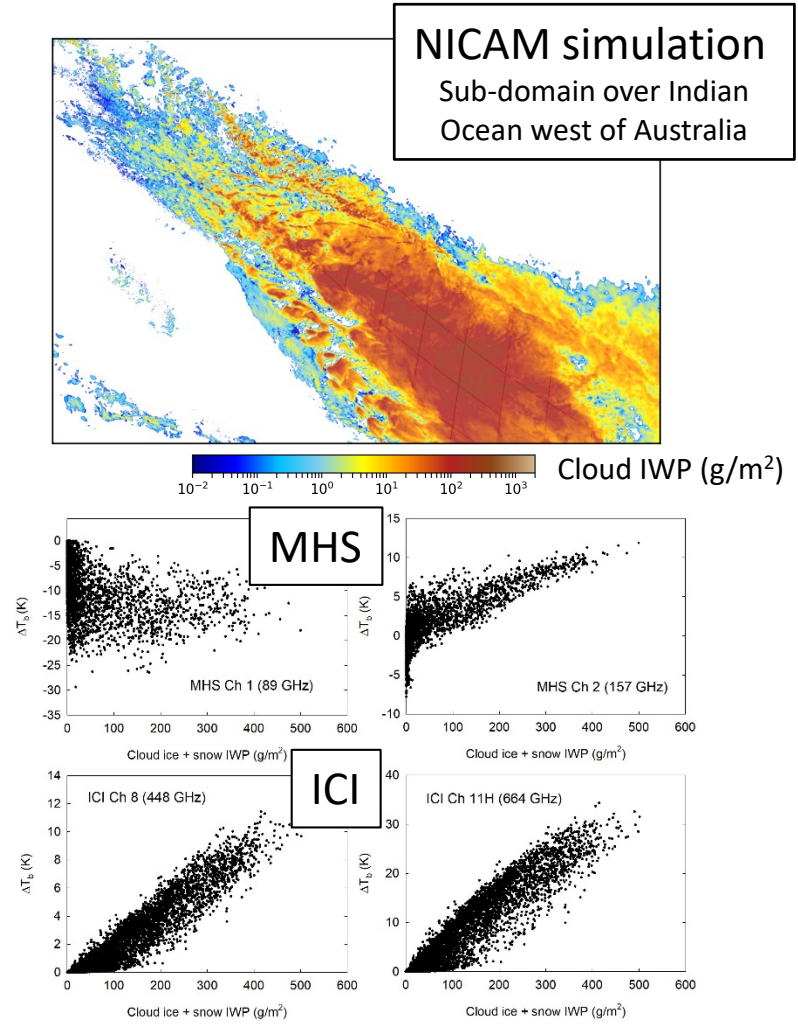 NICAM simulation
Sub-domain over Indian
Ocean west of Australia
10⁻² 10⁻¹ 10⁰ 10¹ 10² 10³
Cloud IWP (g/m²)
MHS
0
-5
-10
-15
-20
-25
-30
-35
ΔT_b (K)
MHS Ch 1 (89 GHz)
0 100 200 300 400 500 600
Cloud ice + snow IWP (g/m²)
15
10
5
0
-5
-10
ΔT_b (K)
MHS Ch 2 (157 GHz)
0 100 200 300 400 500 600
Cloud ice + snow IWP (g/m²)
ICI
14
12
10
8
6
4
2
0
ΔT_b (K)
ICI Ch 8 (448 GHz)
0 100 200 300 400 500 600
Cloud ice + snow IWP (g/m²)
40
30
20
10
0
ΔT_b (K)
ICI Ch 11H (664 GHz)
0 100 200 300 400 500 600
Cloud ice + snow IWP (g/m²)